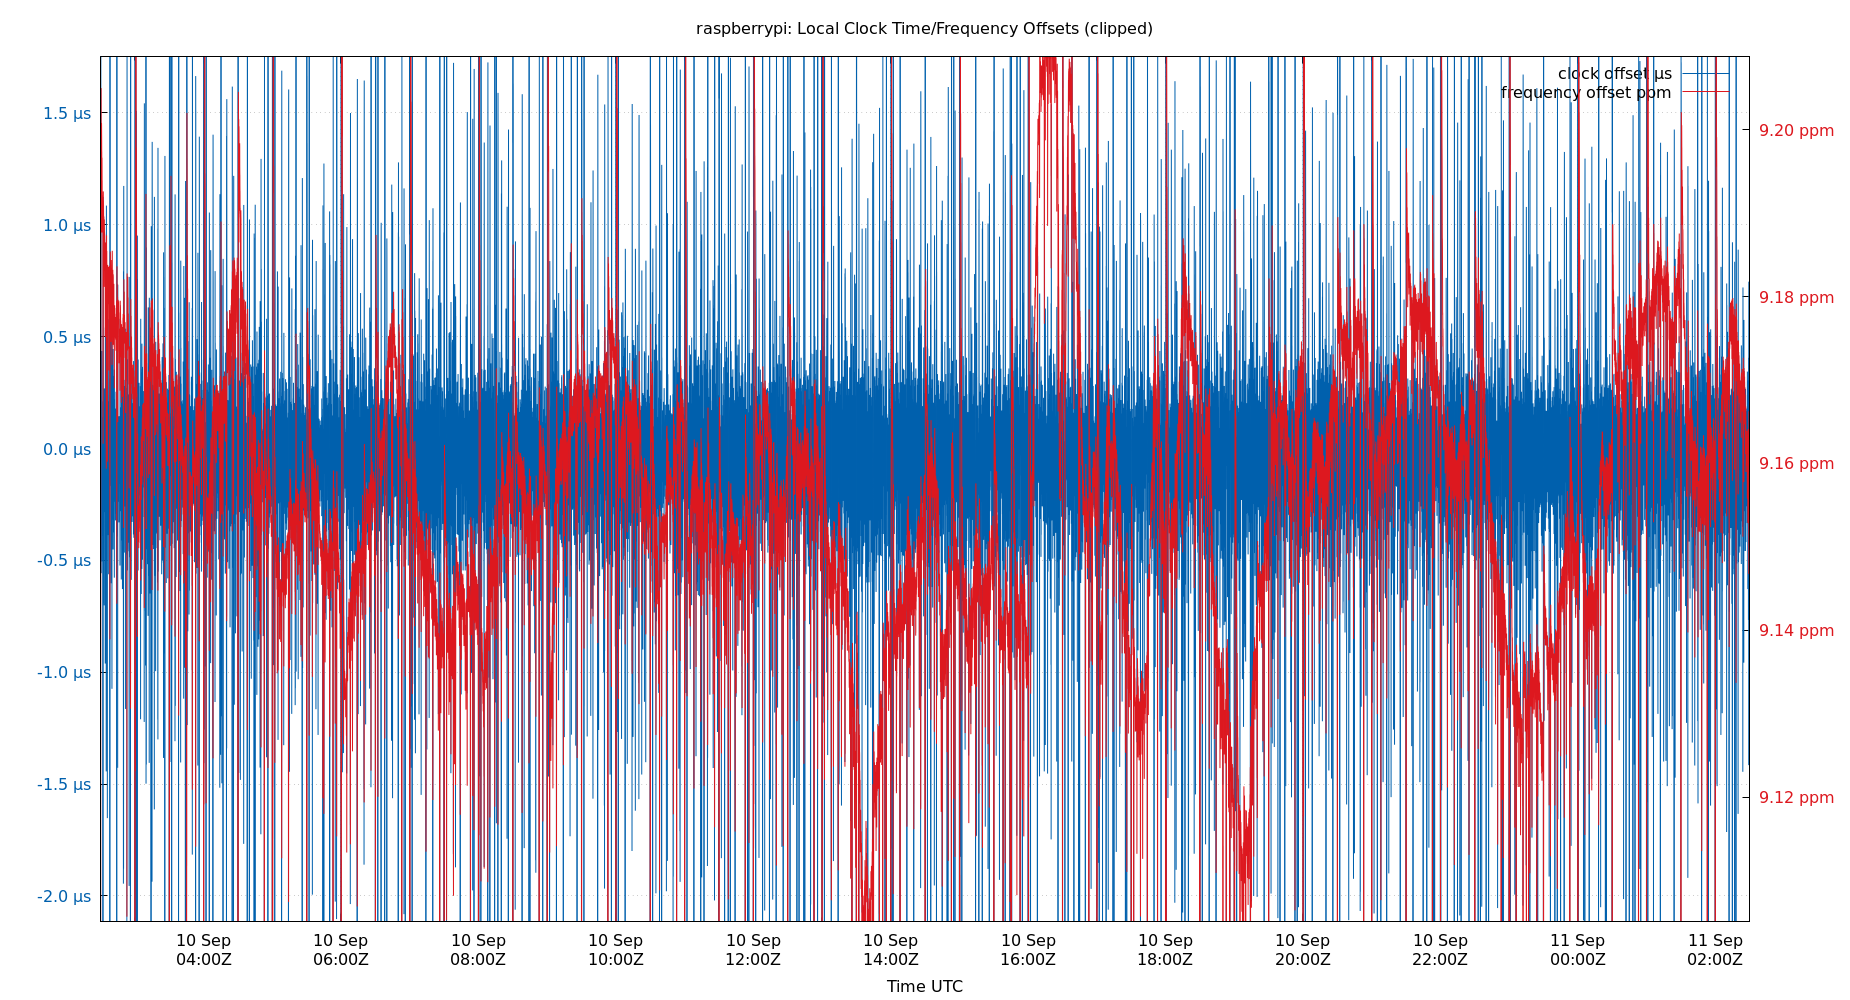 raspberrypi: Local Clock Time/Frequency Offsets (clipped)
clock offset µs
frequency offset ppm
1.5 µs
1.0 µs
0.5 µs
0.0 µs
-0.5 µs
-1.0 µs
-1.5 µs
-2.0 µs
9.20 ppm
9.18 ppm
9.16 ppm
9.14 ppm
9.12 ppm
10 Sep 10 Sep 10 Sep 10 Sep 10 Sep 10 Sep 10 Sep 10 Sep 10 Sep 10 Sep 11 Sep 11 Sep
04:00Z 06:00Z 08:00Z 10:00Z 12:00Z 14:00Z 16:00Z 18:00Z 20:00Z 22:00Z 00:00Z 02:00Z
Time UTC